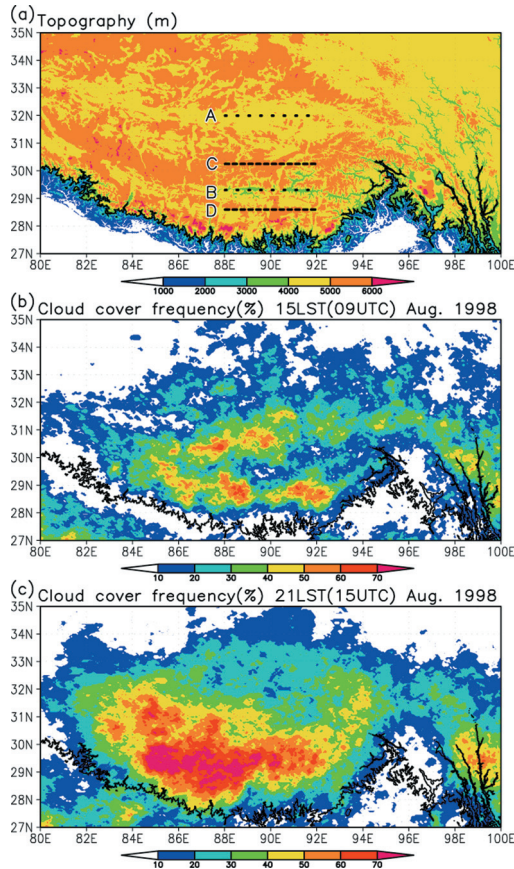 (a) Topography (m)
35N
34N
33N
32N
31N
30N
29N
28N
27N
A
C
B
D
80E 82E 84E 86E 88E 90E 92E 94E 96E 98E 100E
1000 2000 3000 4000 5000 6000
(b) Cloud cover frequency(%) 15LST(09UTC) Aug. 1998
35N
34N
33N
32N
31N
30N
29N
28N
27N
80E 82E 84E 86E 88E 90E 92E 94E 96E 98E 100E
10 20 30 40 50 60 70
(c) Cloud cover frequency(%) 21LST(15UTC) Aug. 1998
35N
34N
33N
32N
31N
30N
29N
28N
27N
80E 82E 84E 86E 88E 90E 92E 94E 96E 98E 100E
10 20 30 40 50 60 70